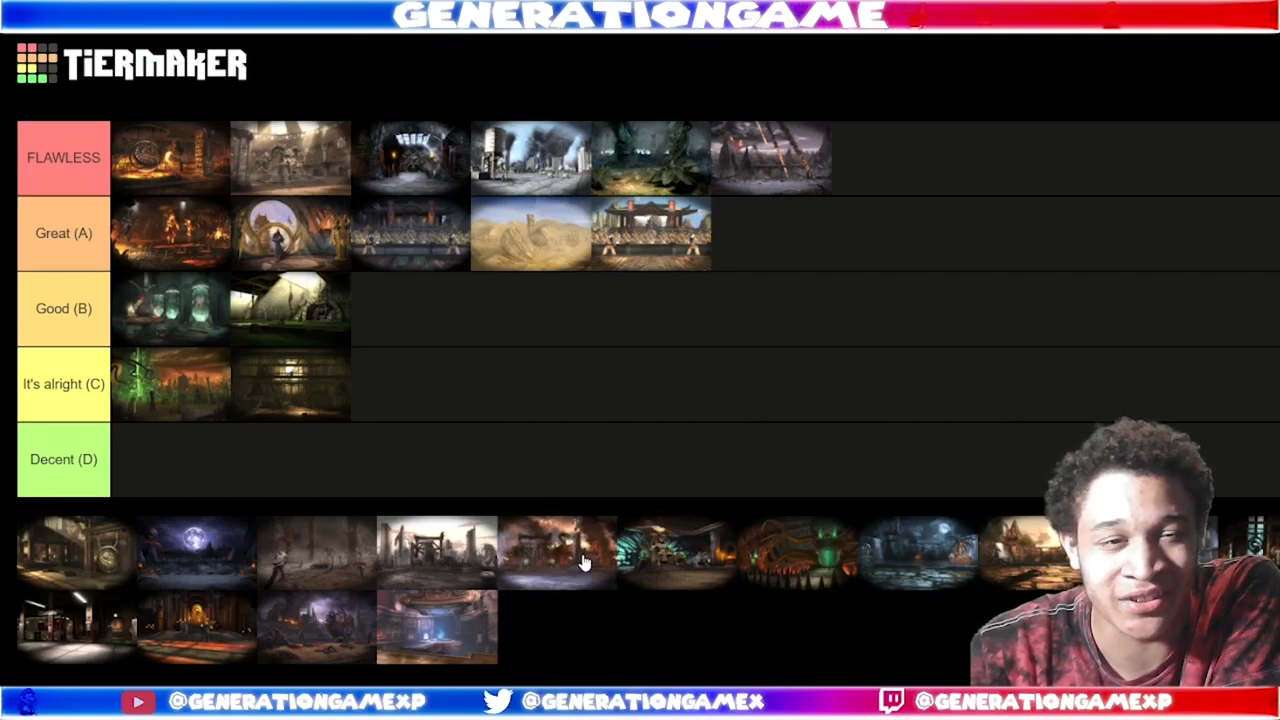 GENERATIONGAME
TIERMAKER
FLAWLESS
Great (A)
Good (B)
It's alright (C)
Decent (D)
@GENERATIONGAMEXP @GENERATIONGAMEX @GENERATIONGAMEXP